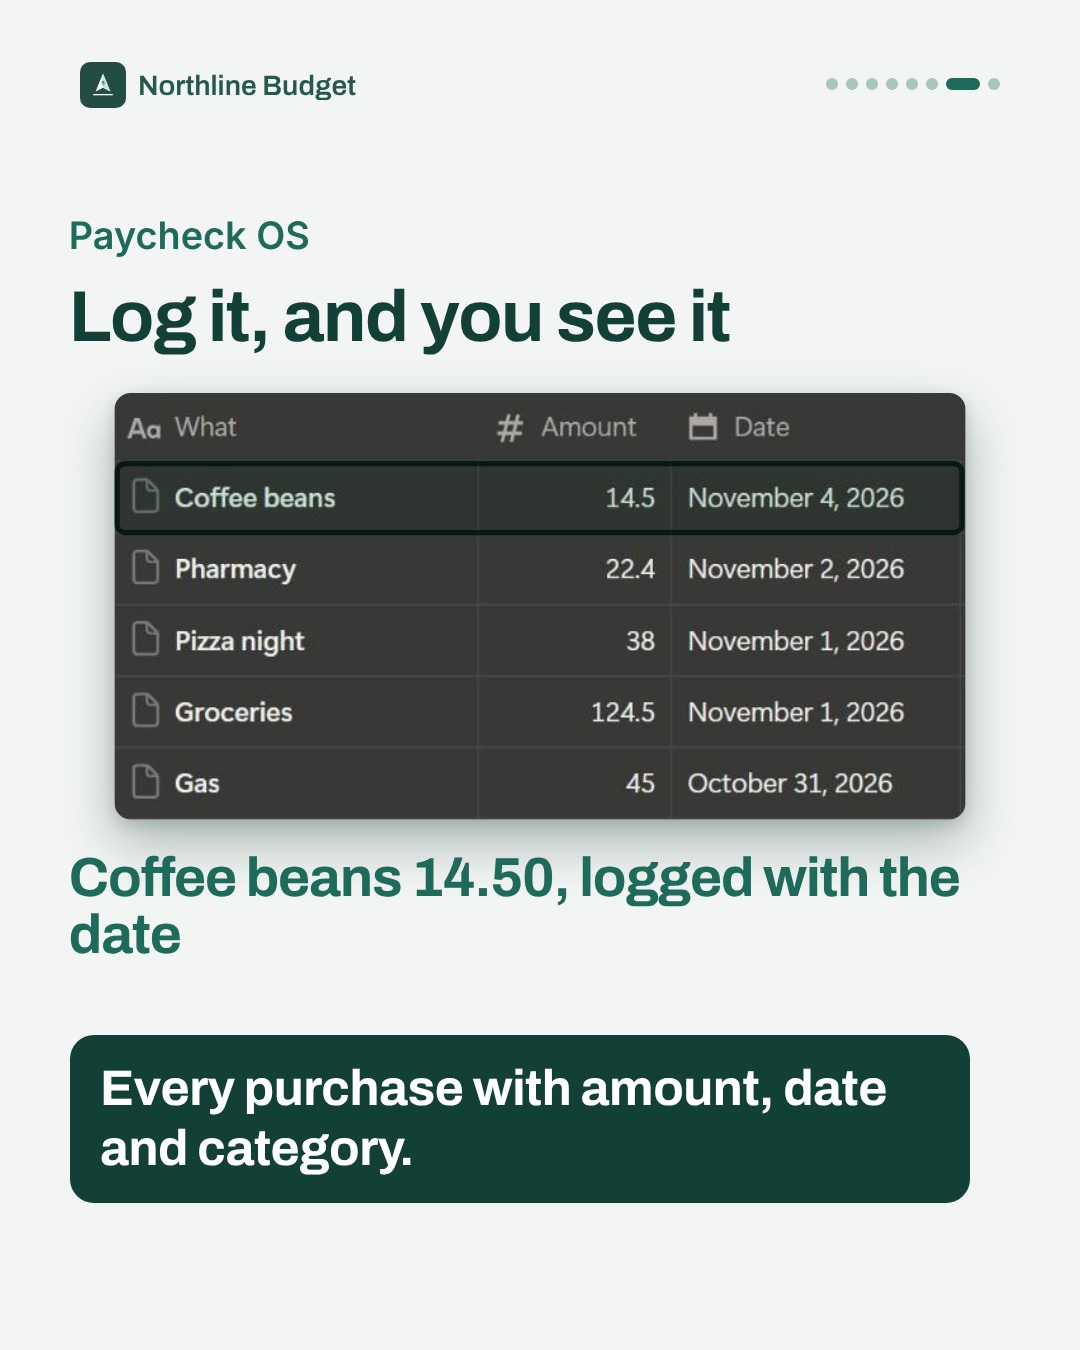 Northline Budget
Paycheck OS
Log it, and you see it
Aa What # Amount Date
Coffee beans 14.5 November 4, 2026
Pharmacy 22.4 November 2, 2026
Pizza night 38 November 1, 2026
Groceries 124.5 November 1, 2026
Gas 45 October 31, 2026
Coffee beans 14.50, logged with the
date
Every purchase with amount, date
and category.